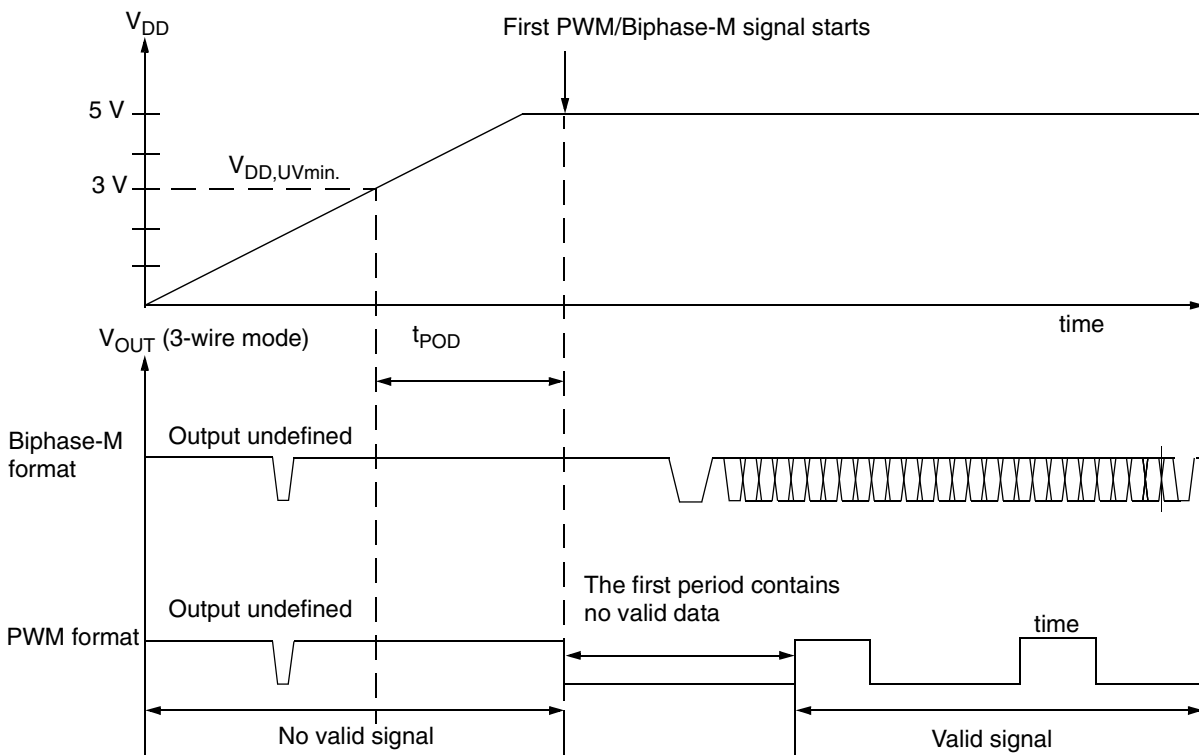 V_DD
First PWM/Biphase-M signal starts
5 V
V_DD,UVmin.
3 V
time
V_OUT (3-wire mode)
t_POD
Biphase-M
format
Output undefined
The first period contains
no valid data
Output undefined
PWM format
time
No valid signal
Valid signal